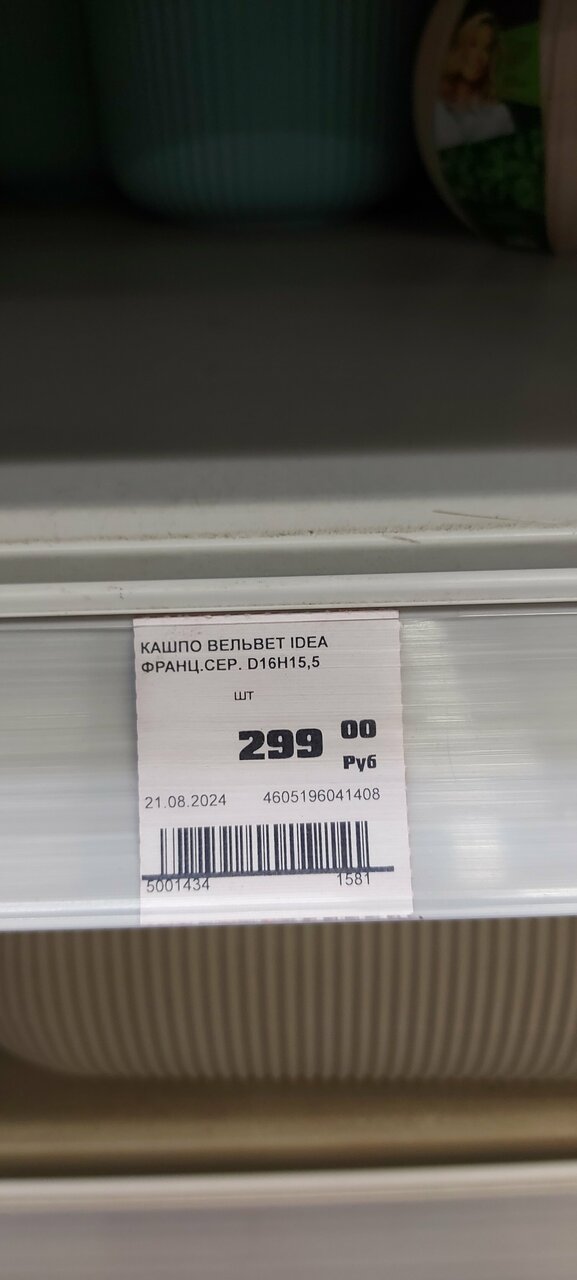 КАШПО ВЕЛЬВЕТ IDEA
ФРАНЦ.СЕР. D16H15,5
шт
299 00
Руб
21.08.2024 4605196041408
5001434 1581